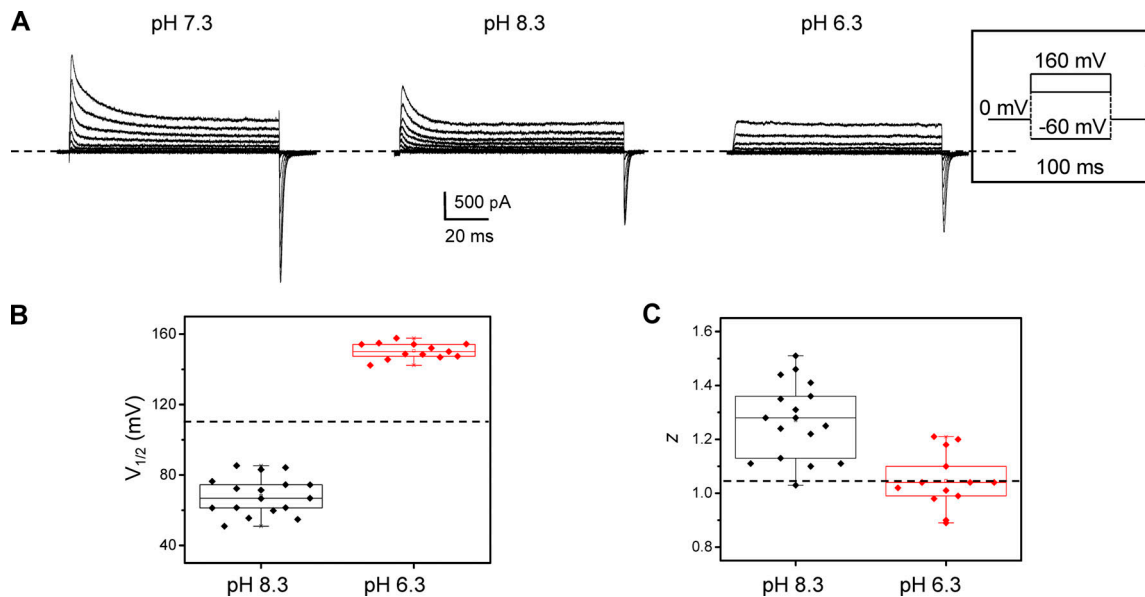 A
pH 7.3
pH 8.3
pH 6.3
160 mV
0 mV
-60 mV
100 ms
500 pA
20 ms
B
V1/2 (mV)
160
120
80
40
pH 8.3
pH 6.3
C
z
1.6
1.4
1.2
1.0
0.8
pH 8.3
pH 6.3